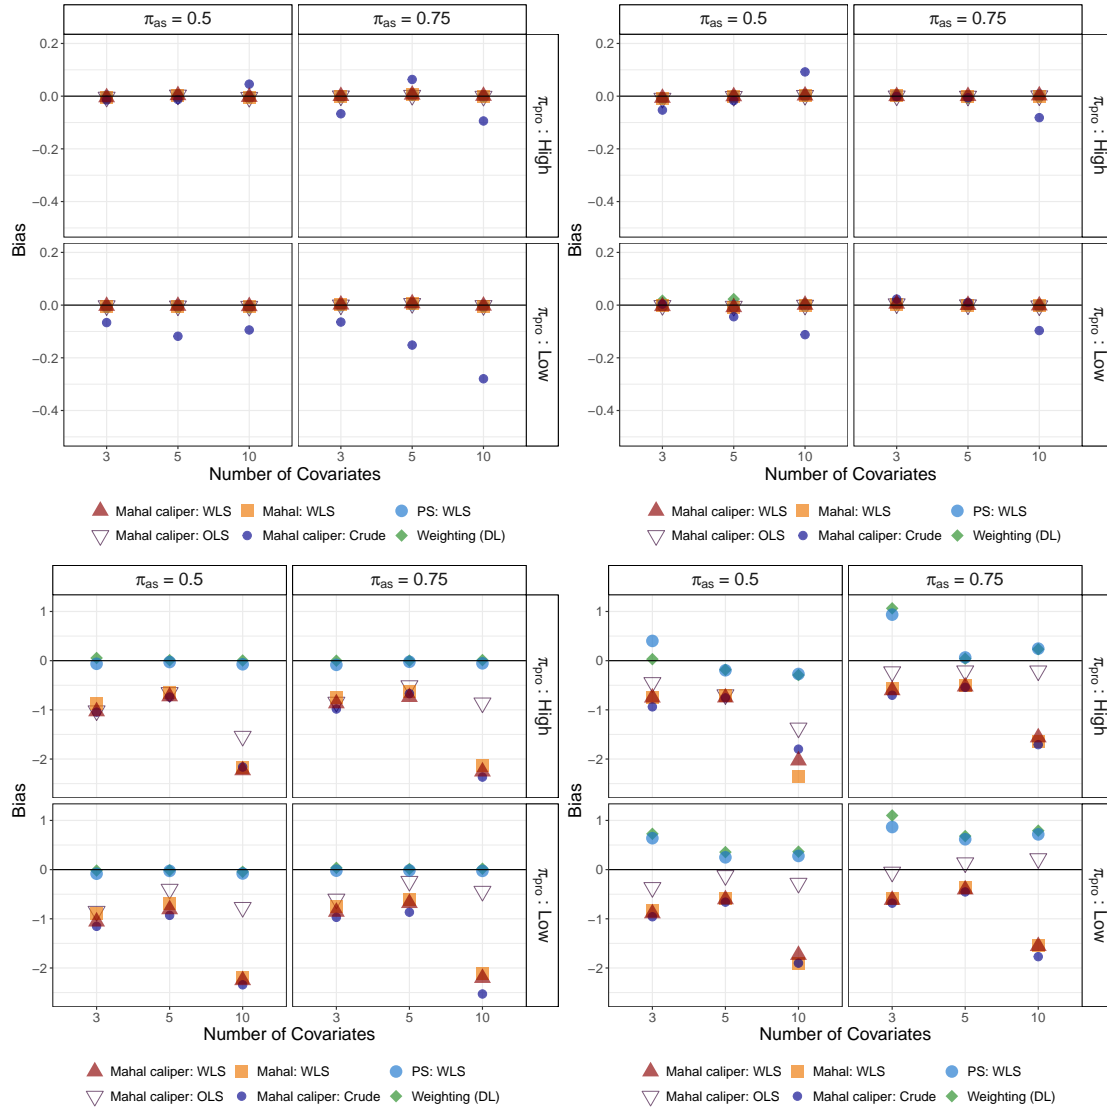 π_as = 0.5
π_as = 0.75
0.2
0.0
−0.2
−0.4
π_pro : High
Bias
0.2
0.0
−0.2
−0.4
π_pro : Low
3
5
10
3
5
10
Number of Covariates
Mahal caliper: WLS
Mahal: WLS
PS: WLS
Mahal caliper: OLS
Mahal caliper: Crude
Weighting (DL)
π_as = 0.5
π_as = 0.75
0.2
0.0
−0.2
−0.4
π_pro : High
Bias
0.2
0.0
−0.2
−0.4
π_pro : Low
3
5
10
3
5
10
Number of Covariates
Mahal caliper: WLS
Mahal: WLS
PS: WLS
Mahal caliper: OLS
Mahal caliper: Crude
Weighting (DL)
π_as = 0.5
π_as = 0.75
1
0
−1
−2
π_pro : High
Bias
1
0
−1
−2
π_pro : Low
3
5
10
3
5
10
Number of Covariates
Mahal caliper: WLS
Mahal: WLS
PS: WLS
Mahal caliper: OLS
Mahal caliper: Crude
Weighting (DL)
π_as = 0.5
π_as = 0.75
1
0
−1
−2
π_pro : High
Bias
1
0
−1
−2
π_pro : Low
3
5
10
3
5
10
Number of Covariates
Mahal caliper: WLS
Mahal: WLS
PS: WLS
Mahal caliper: OLS
Mahal caliper: Crude
Weighting (DL)